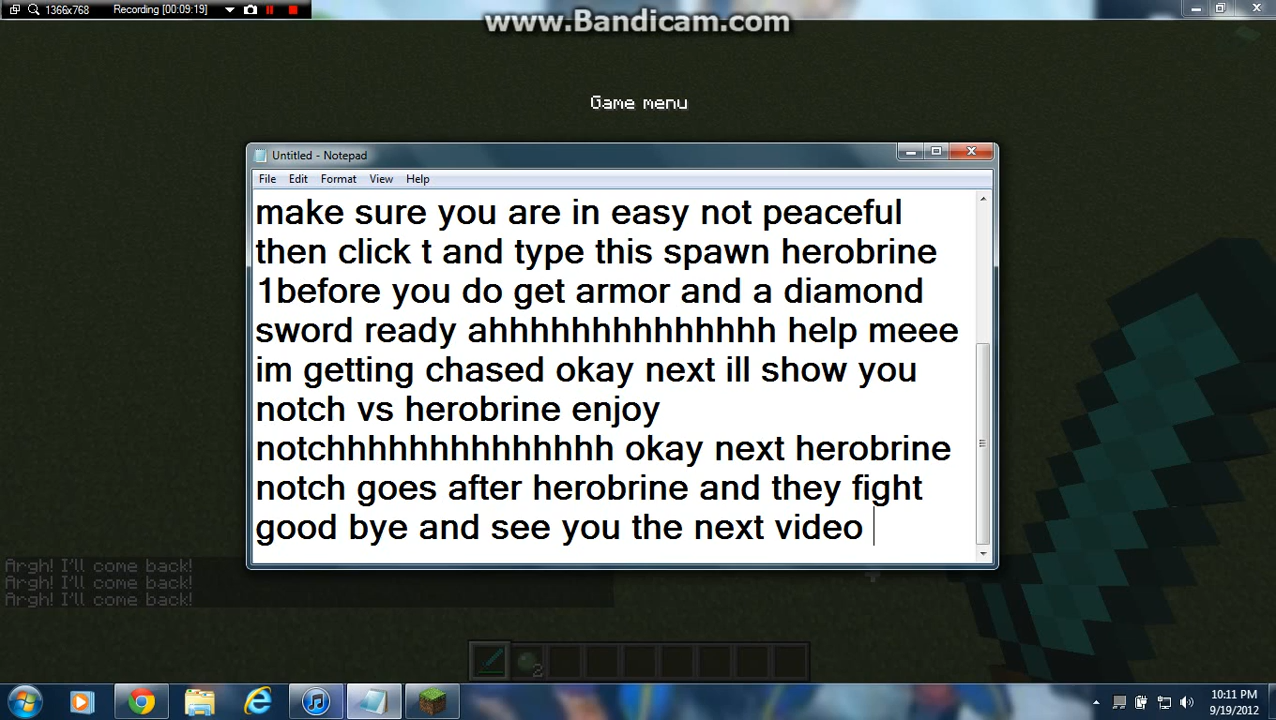 1366x768 Recording [00:09:19]
www.Bandicam.com
Game menu
Untitled - Notepad
File Edit Format View Help
make sure you are in easy not peaceful
then click t and type this spawn herobrine
1before you do get armor and a diamond
sword ready ahhhhhhhhhhhhhh help meee
im getting chased okay next ill show you
notch vs herobrine enjoy
notchhhhhhhhhhhhhh okay next herobrine
notch goes after herobrine and they fight
good bye and see you the next video
Argh! I'll come back!
Argh! I'll come back!
Argh! I'll come back!
2
10:11 PM
9/19/2012